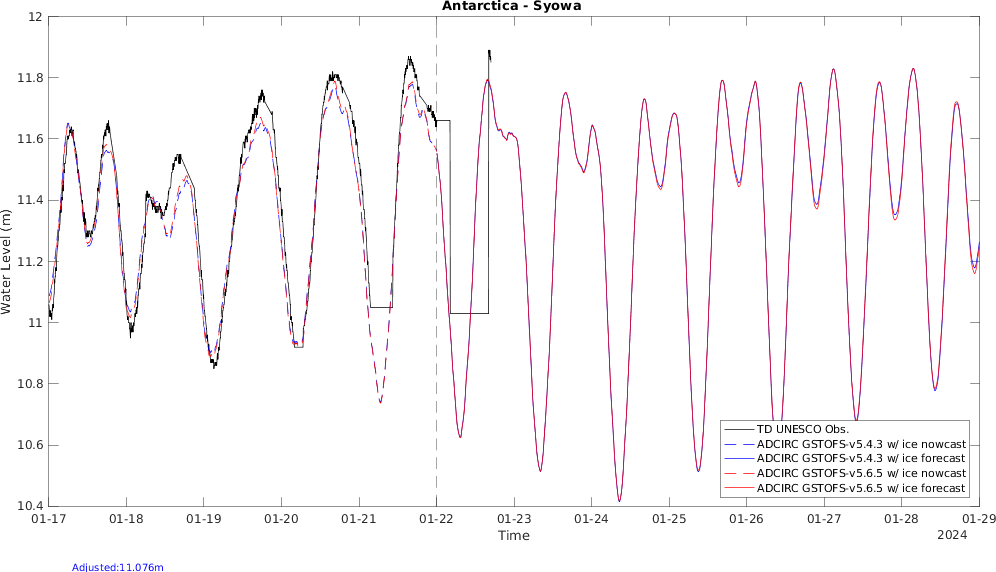 Antarctica - Syowa
12
11.8
11.6
11.4
11.2
11
10.8
10.6
10.4
Water Level (m)
01-17 01-18 01-19 01-20 01-21 01-22 01-23 01-24 01-25 01-26 01-27 01-28 01-29
Time
2024
TD UNESCO Obs.
ADCIRC GSTOFS-v5.4.3 w/ ice nowcast
ADCIRC GSTOFS-v5.4.3 w/ ice forecast
ADCIRC GSTOFS-v5.6.5 w/ ice nowcast
ADCIRC GSTOFS-v5.6.5 w/ ice forecast
Adjusted:11.076m